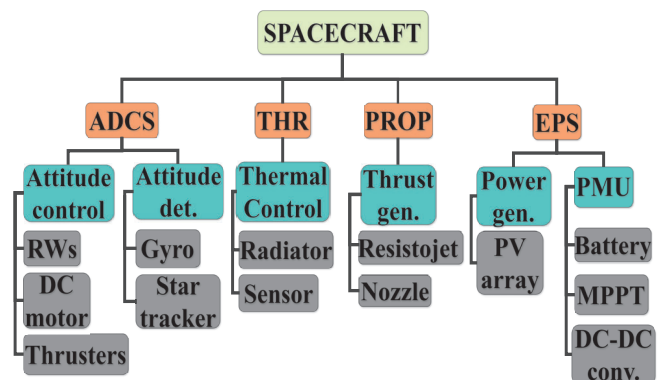 SPACECRAFT
ADCS
THR
PROP
EPS
Attitude
control
Attitude
det.
Thermal
Control
Thrust
gen.
Power
gen.
PMU
RWs
DC
motor
Thrusters
Gyro
Star
tracker
Radiator
Sensor
Resistojet
Nozzle
PV
array
Battery
MPPT
DC-DC
conv.